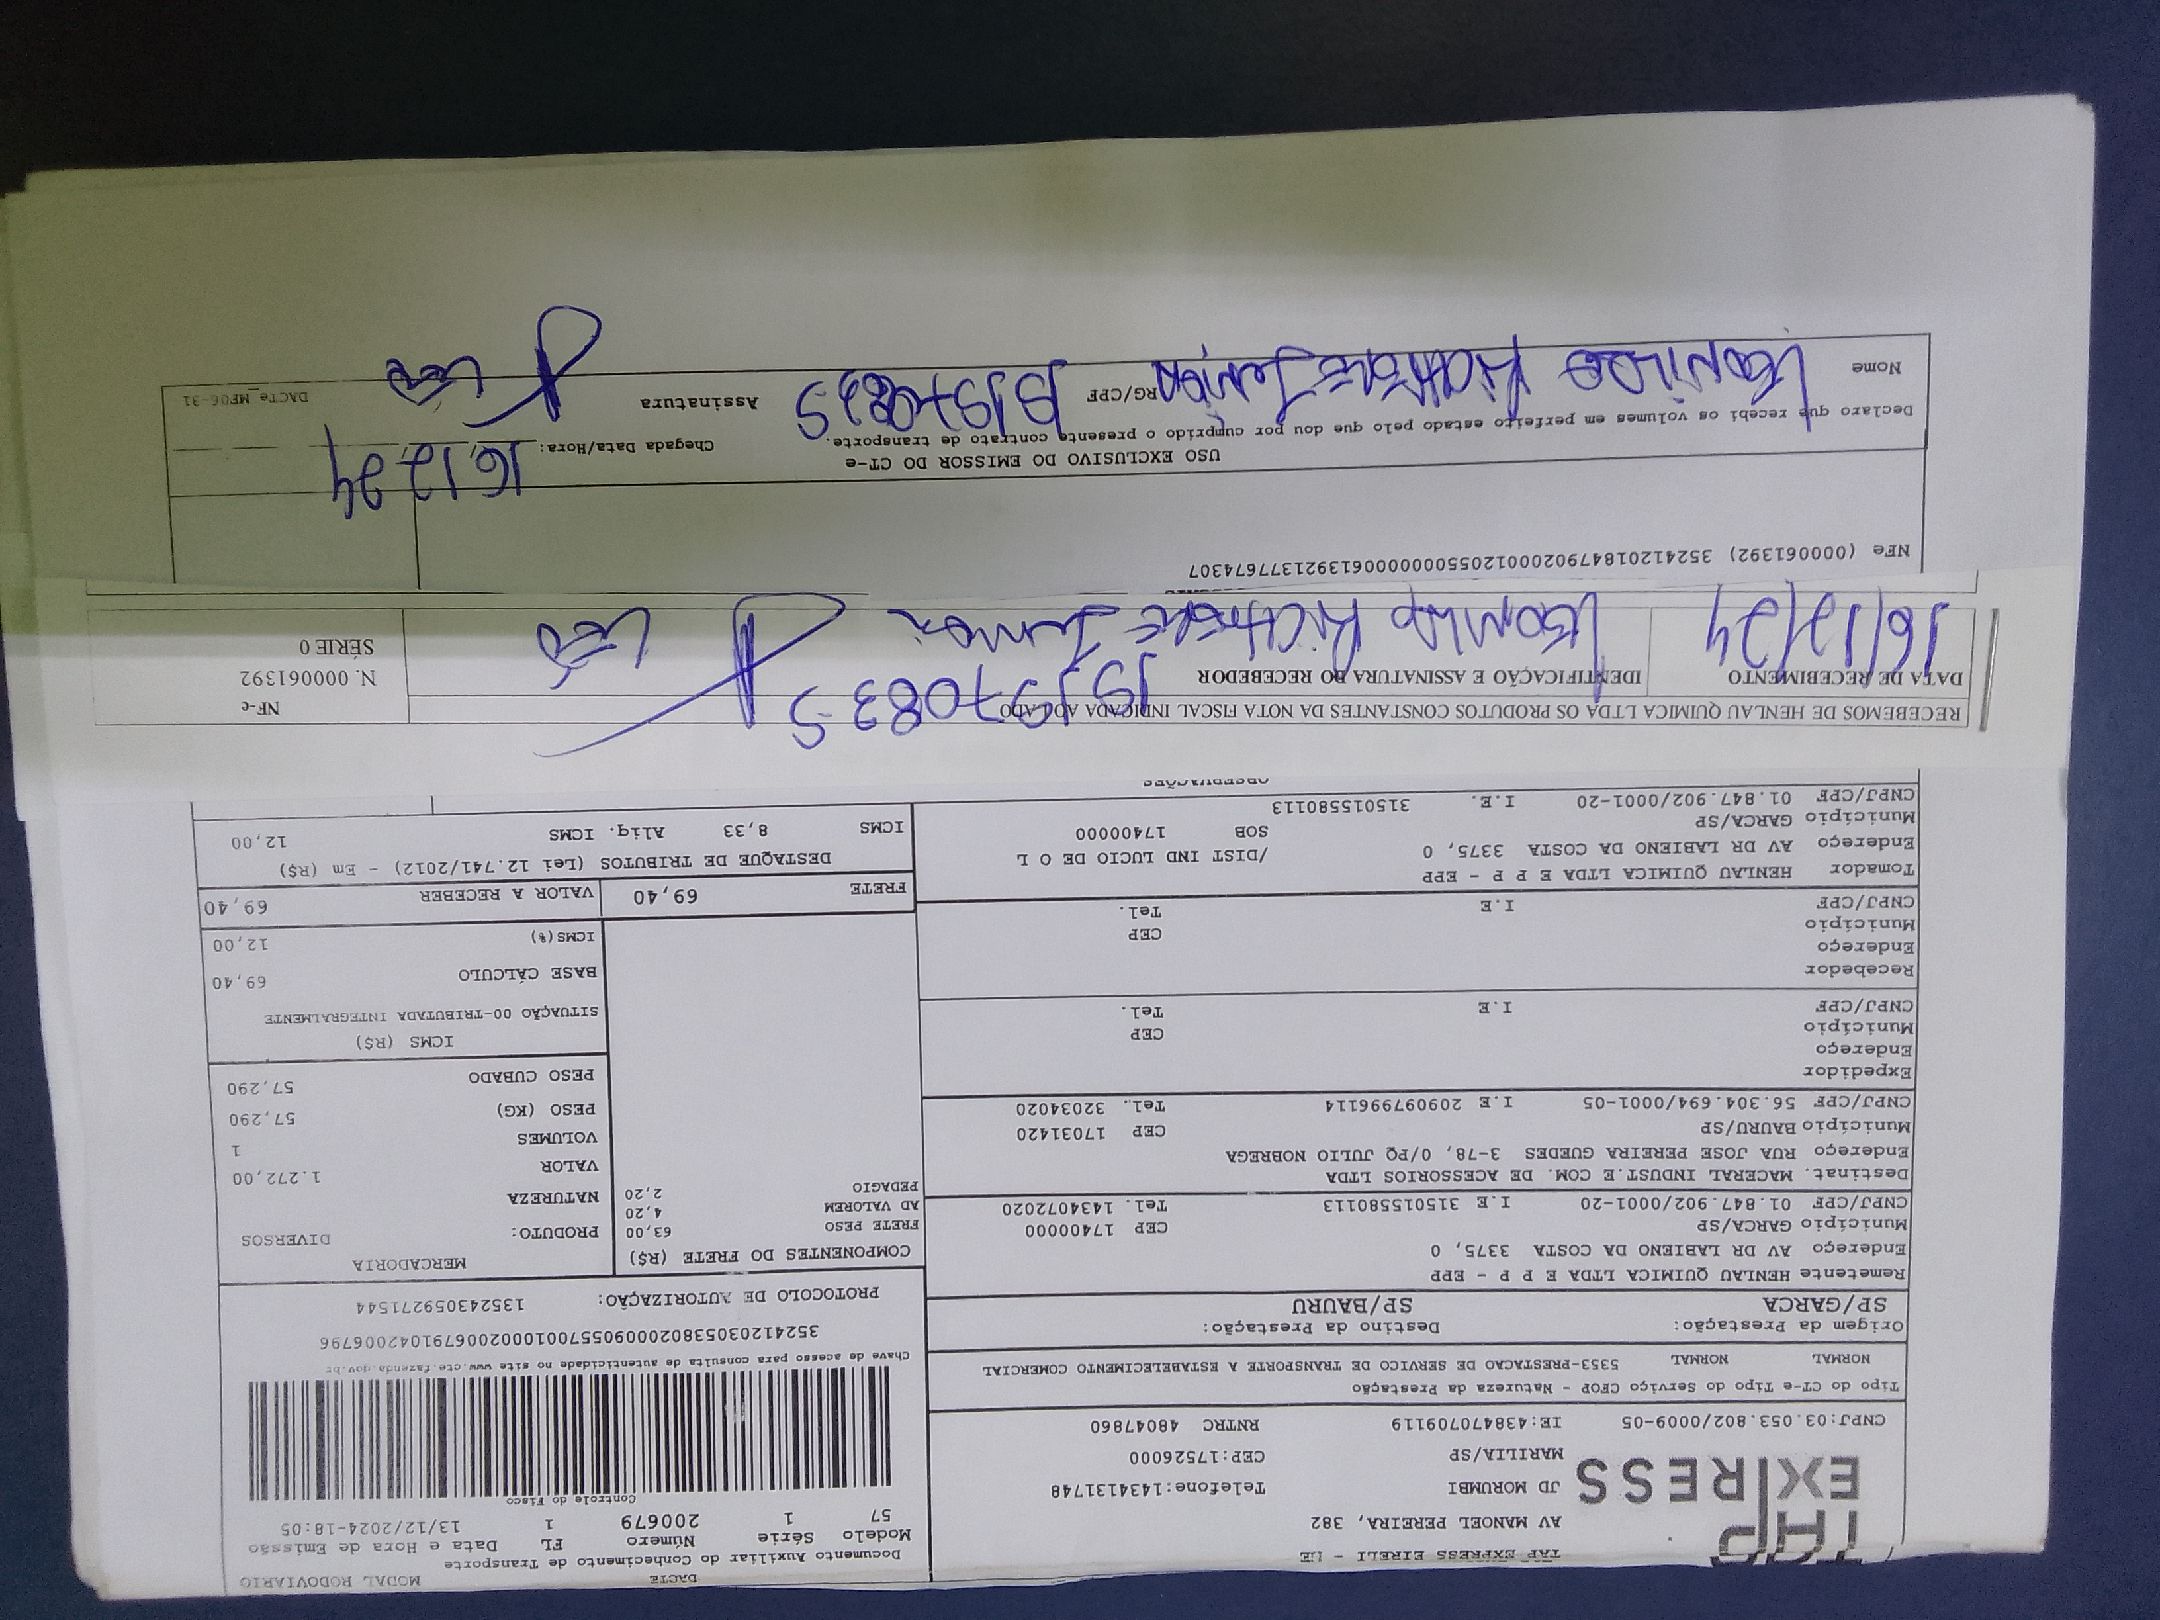 DACTE MODAL RODOVIARIO
Documento Auxiliar do Conhecimento de Transporte
Modelo Série Número FL Data e Hora de Emissão
57 1 200679 1 13/12/2024-18:05
Controle do Fisco
TAP EXPRESS
TAP EXPRESS EIRELI -
AV MANOEL PEREIRA, 382
JD MORUMBI Telefone:1434131748
MARILIA/SP CEP:17526000
CNPJ:03.053.802/0009-05 IE:438470709119 RNTRC 48047860
Tipo do CT-e Tipo do Serviço CFOP - Natureza da Prestação
NORMAL NORMAL 5353-PRESTACAO DE SERVICO DE TRANSPORTE A ESTABELECIMENTO COMERCIAL
Chave de acesso para consulta de autenticidade no site www.cte.fazenda.gov.br
35241203053802000905570010002006791042006796
Origem da Prestação: Destino da Prestação:
SP/GARCA SP/BAURU
PROTOCOLO DE AUTORIZAÇÃO: 135243059271544
Remetente HENLAU QUIMICA LTDA E P P - EPP
Endereço AV DR LABIENO DA COSTA 3375, 0
Município GARCA/SP CEP 17400000
CNPJ/CPF 01.847.902/0001-20 I.E 315015580113 Tel. 1434072020
Destinat. MACERAL INDUST.E COM. DE ACESSORIOS LTDA
Endereço RUA JOSE PEREIRA GUEDES 3-78, 0/PQ JULIO NOBREGA
Município BAURU/SP CEP 17031420
CNPJ/CPF 56.304.694/0001-05 I.E 209097996114 Tel. 32034020
Expedidor
Endereço
Município CEP
CNPJ/CPF I.E Tel.
Recebedor
Endereço
Município CEP
CNPJ/CPF I.E Tel.
Tomador HENLAU QUIMICA LTDA E P P - EPP
Endereço AV DR LABIENO DA COSTA 3375, 0 /DIST IND LUCIO DE O L
Município GARCA/SP SOB 17400000
CNPJ/CPF 01.847.902/0001-20 I.E. 315015580113
COMPONENTES DO FRETE (R$)
FRETE PESO 63,00
AD VALOREM 4,20
PEDAGIO 2,20
MERCADORIA
PRODUTO: DIVERSOS
NATUREZA
VALOR 1.272,00
VOLUMES 1
PESO (KG) 57,290
PESO CUBADO 57,290
ICMS (R$)
SITUAÇÃO 00-TRIBUTADA INTEGRALMENTE
BASE CÁLCULO 69,40
ICMS(%) 12,00
FRETE 69,40 VALOR A RECEBER 69,40
DESTAQUE DE TRIBUTOS (Lei 12.741/2012) - Em (R$)
ICMS 8,33 Aliq. ICMS 12,00
OBSERVAÇÕES
RECEBEMOS DE HENLAU QUIMICA LTDA OS PRODUTOS CONSTANTES DA NOTA FISCAL INDICADA AO LADO
NF-e
N. 000061392
SÉRIE 0
DATA DE RECEBIMENTO IDENTIFICAÇÃO E ASSINATURA DO RECEBEDOR
19197083-5
16/12/24 Junior LEO
NFe (000061392) 35241201847902000120550000000613921377674307
USO EXCLUSIVO DO EMISSOR DO CT-e
Declaro que recebi os volumes em perfeito estado pelo que dou por cumprido o presente contrato de transporte.
Chegada Data/Hora: 16,12,24
Nome Junior RG/CPF Assinatura LEO
DACTe_MF06-31